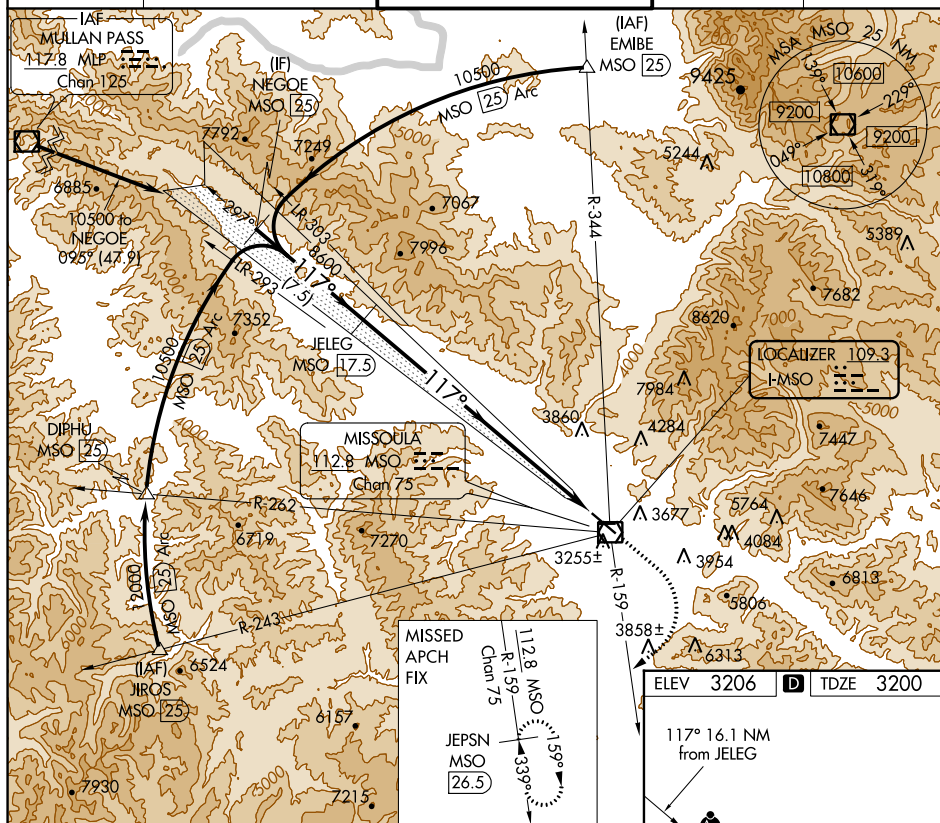 IAF
MULLAN PASS
117.8 MLP
Chan 125
(IF)
NEGOE
MSO 25
10500
MSO 25 Arc
(IAF)
EMIBE
MSO 25
MSA MSO 25 NM
139°
10600
229°
9200
9200
049°
10800
319°
9425
7792
7249
5244
6885
7067
7996
5389
10500 to
NEGOE
095° (47.9)
297°
LR-303
8600
(7.5)
LR-293
117°
R-344
7682
8620
7000
7352
10500
MSO 25 Arc
JELEG
MSO 17.5
117°
LOCALIZER 109.3
I-MSO
5000
7984
3860
4284
7447
DIPHU
MSO 25
MISSOULA
112.8 MSO
Chan 75
7646
R-262
3677
5764
4084
6719
7270
3255±
3954
6813
5806
12000
MSO 25 Arc
R-243
R-159
3858±
6313
(IAF)
JIROS
MSO 25
6524
6157
7930
7215
MISSED
APCH
FIX
112.8 MSO
R-159
Chan 75
JEPSN
MSO
26.5
159°
339°
ELEV 3206 D TDZE 3200
117° 16.1 NM
from JELEG